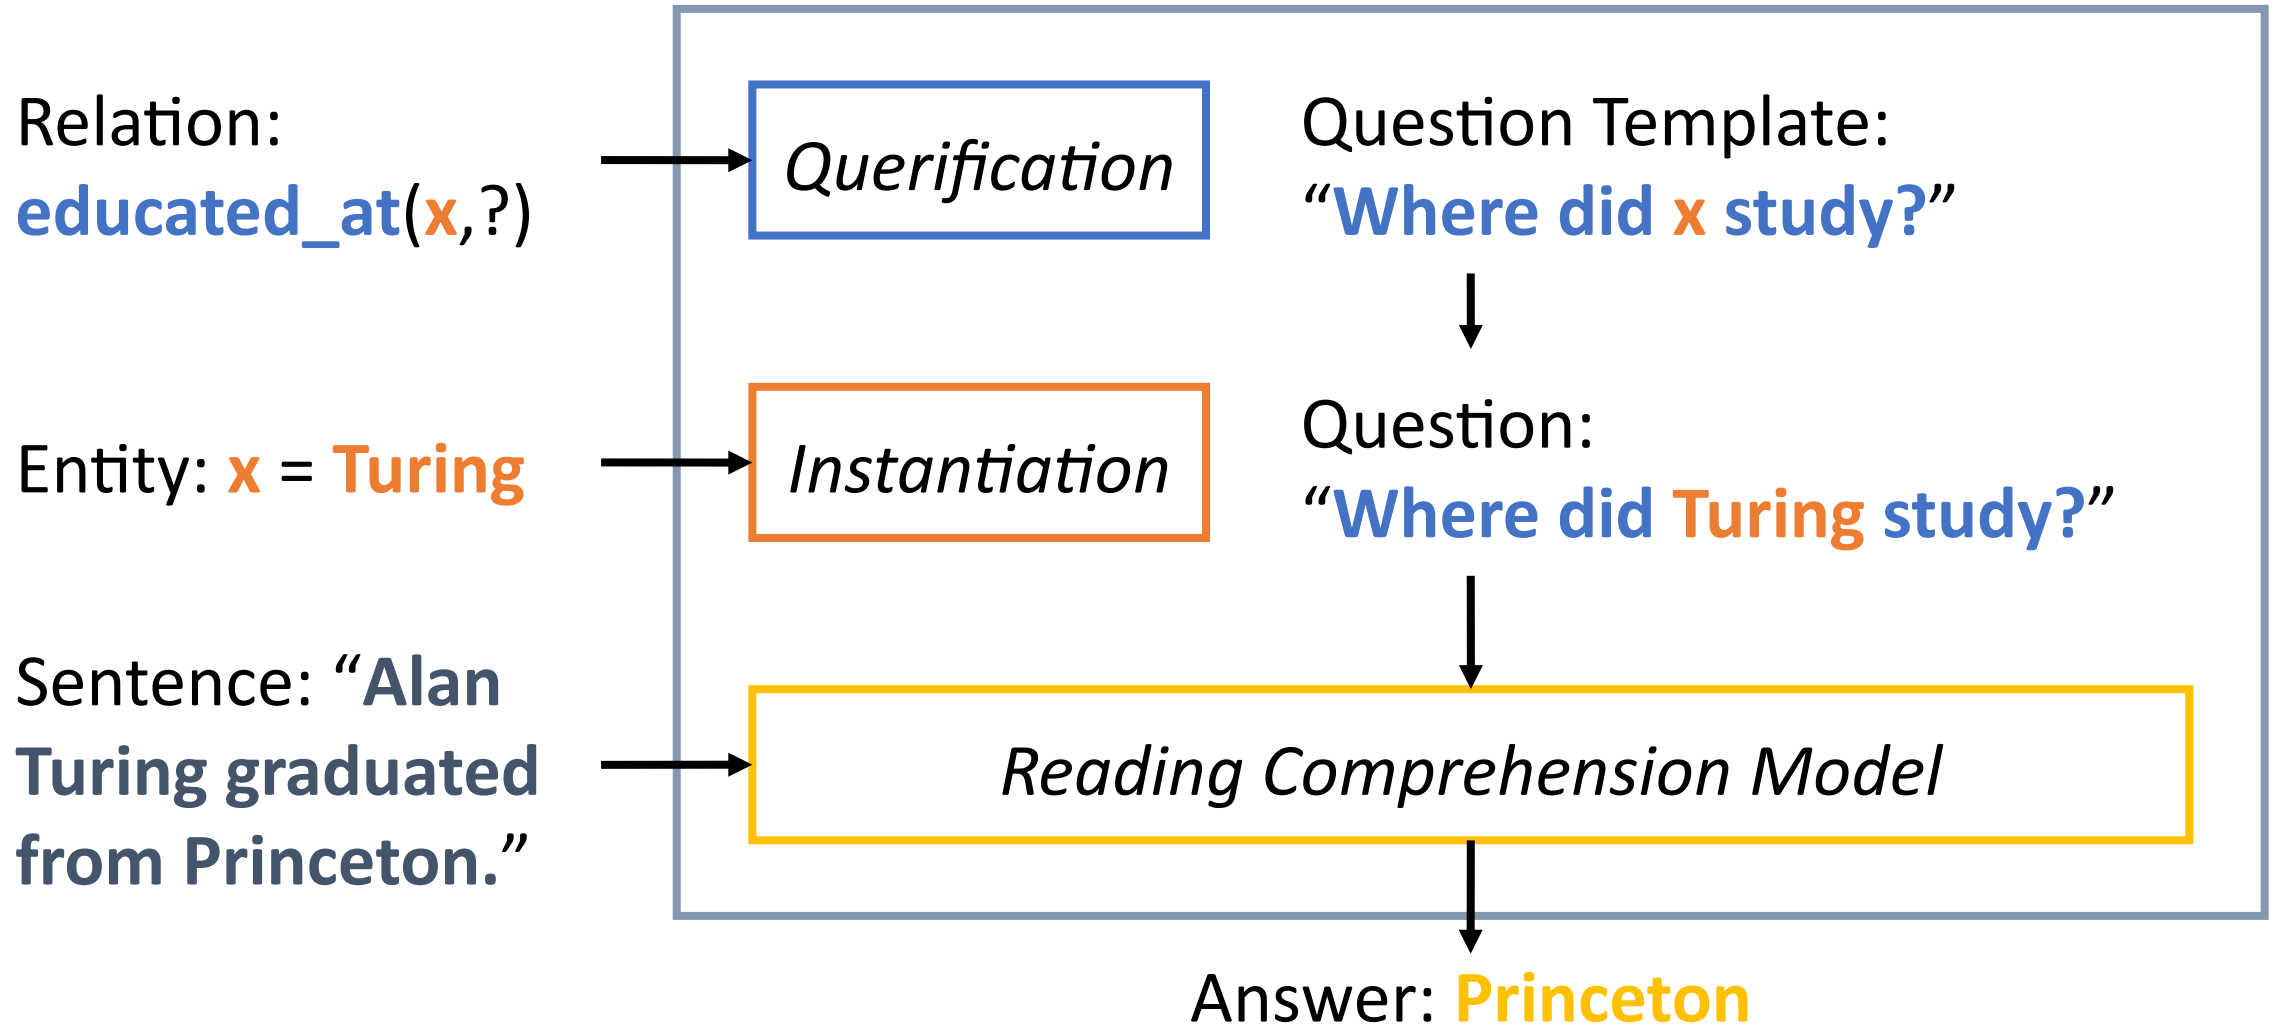 Relation:
educated_at(x,?)
Querification
Question Template:
“Where did x study?”
Entity: x = Turing
Instantiation
Question:
“Where did Turing study?”
Sentence: “Alan
Turing graduated
from Princeton.”
Reading Comprehension Model
Answer: Princeton